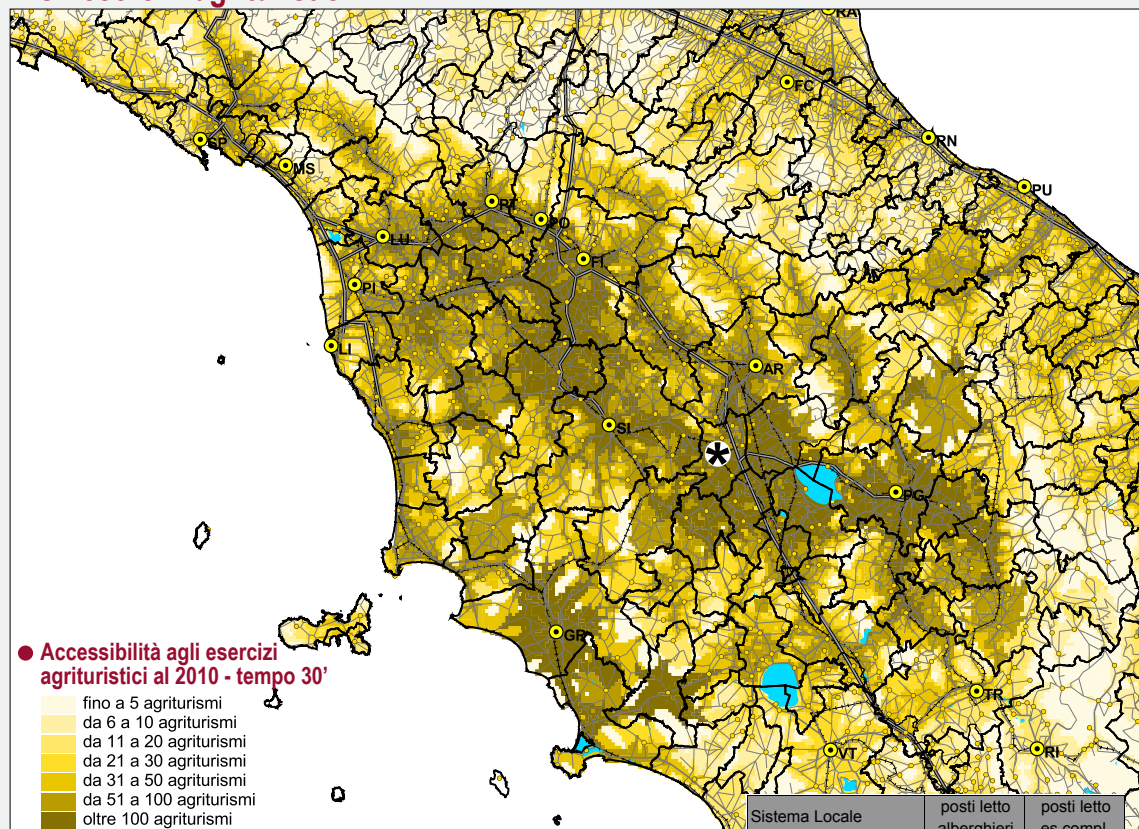 RA
FC
RN
SP
MS
PU
PT
PO
LU
FI
PI
LI
AR
SI
*
PG
GR
Accessibilità agli esercizi
agrituristici al 2010 - tempo 30'
fino a 5 agriturismi
da 6 a 10 agriturismi
da 11 a 20 agriturismi
da 21 a 30 agriturismi
da 31 a 50 agriturismi
da 51 a 100 agriturismi
oltre 100 agriturismi
TR
VT
RI
Sistema Locale
posti letto
alberghieri
posti letto
es.compl.